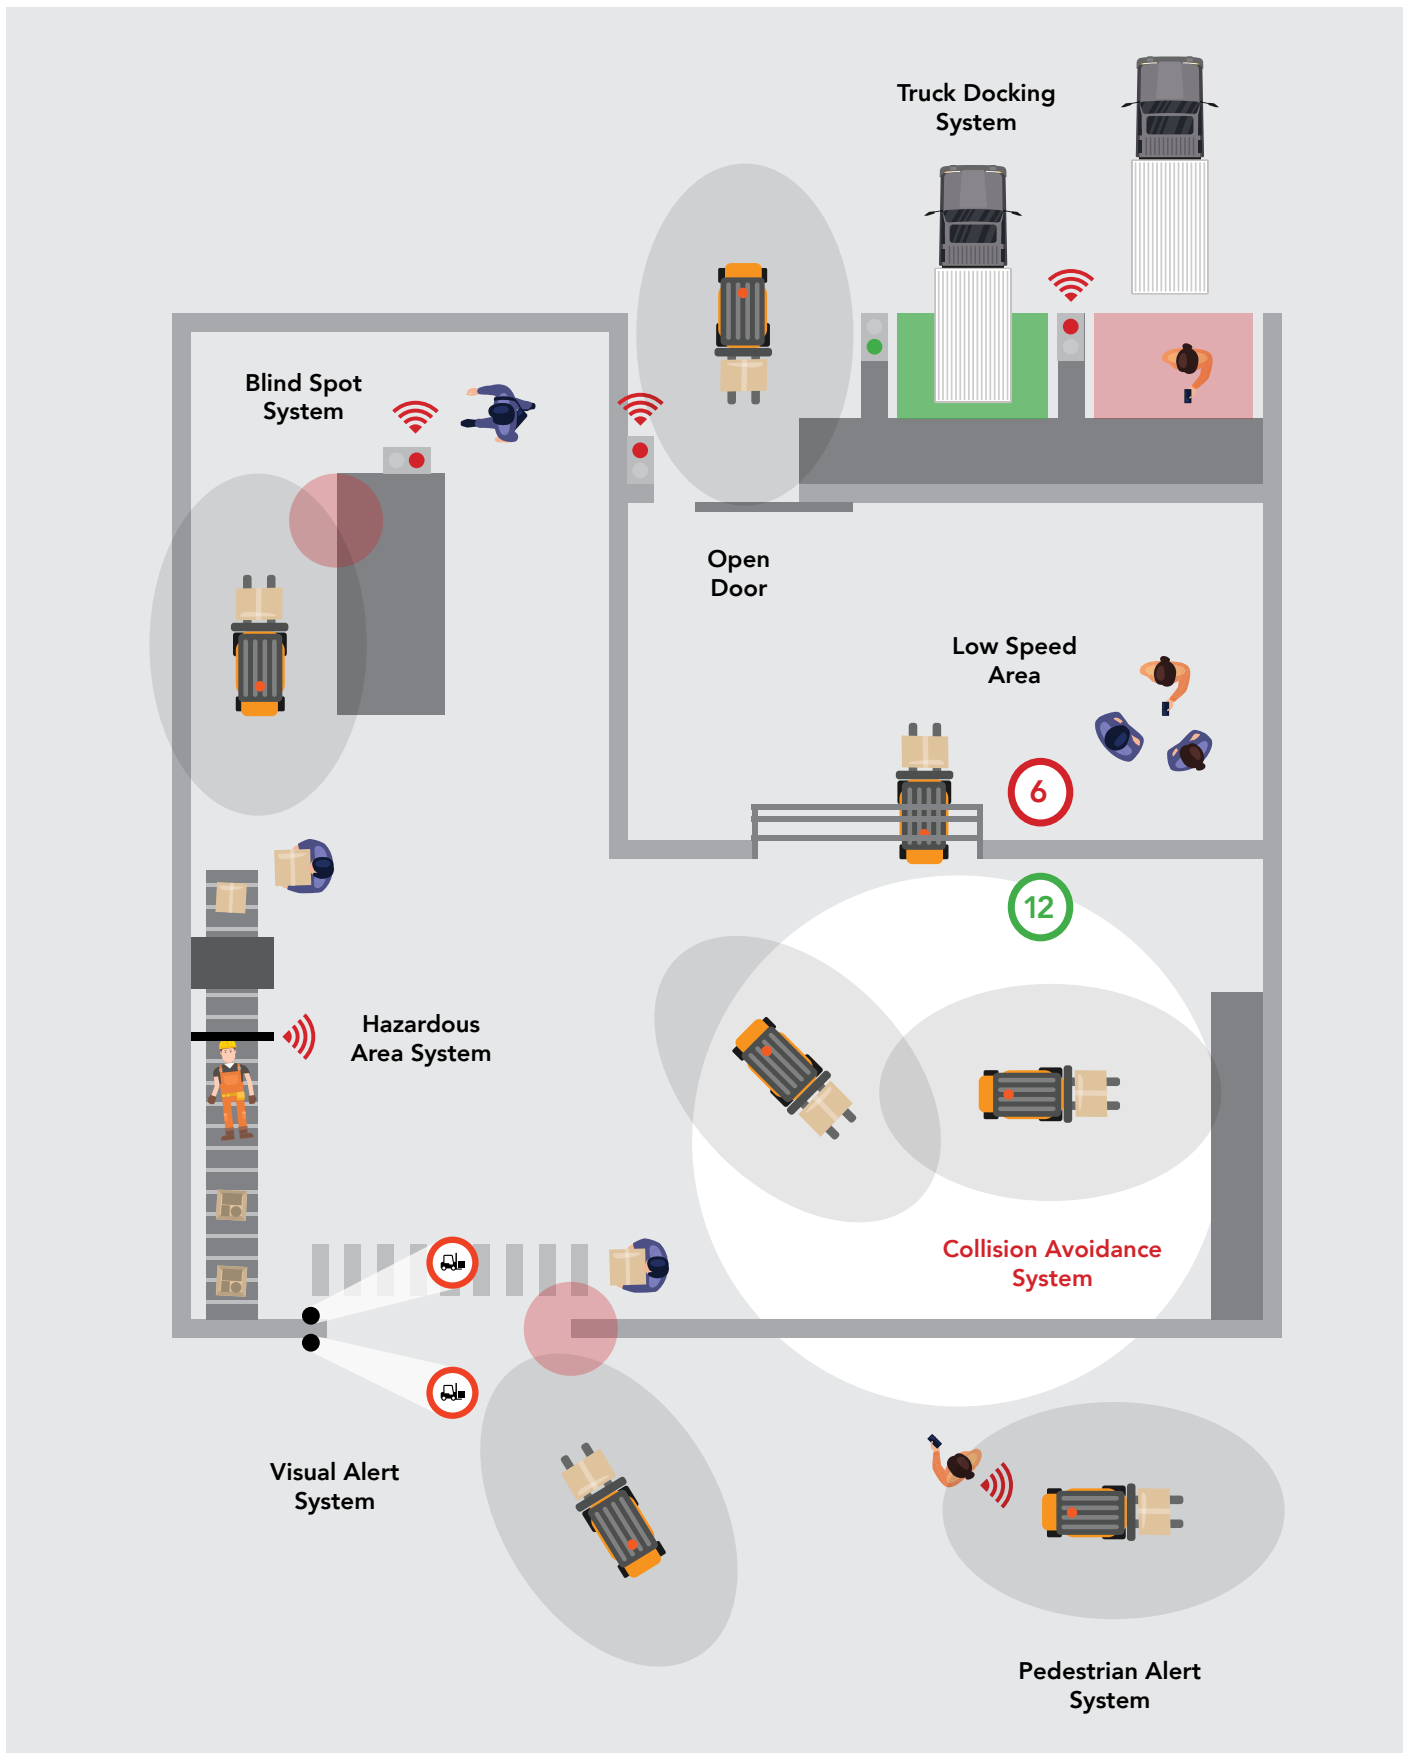 Truck Docking
System
Blind Spot
System
Open
Door
Low Speed
Area
6
12
Hazardous
Area System
Collision Avoidance
System
Visual Alert
System
Pedestrian Alert
System